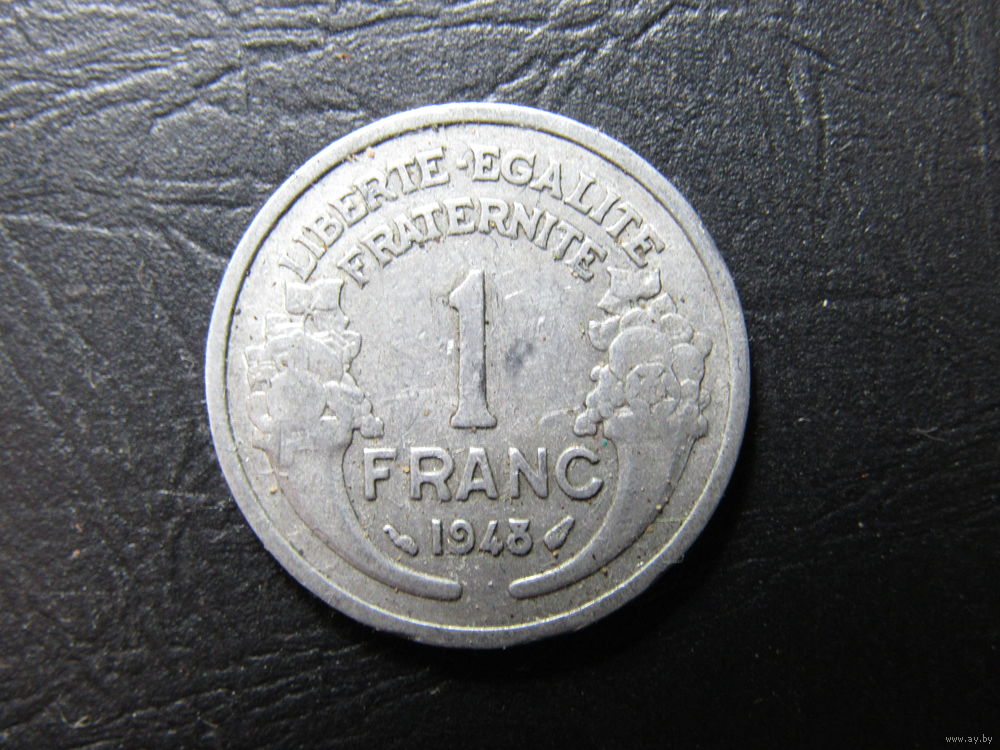 LIBERTE · EGALITE
FRATERNITE
1
FRANC
1948
www.ay.by